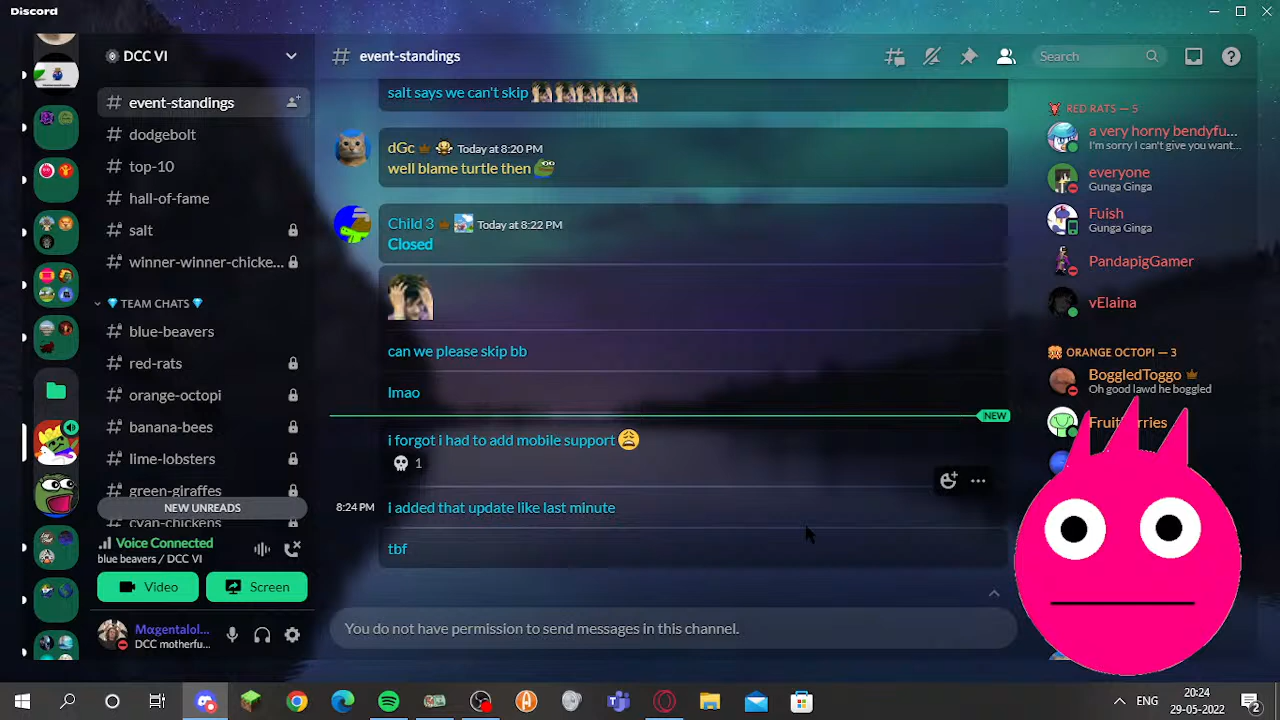 Discord
DCC VI
event-standings
dodgebolt
top-10
hall-of-fame
salt
winner-winner-chicke...
TEAM CHATS
blue-beavers
red-rats
orange-octopi
banana-bees
lime-lobsters
green-giraffes
NEW UNREADS
cyan-chickens
Voice Connected
blue beavers / DCC VI
Video
Screen
Mαgentalol...
DCC motherfu...
event-standings
Search
salt says we can't skip
dGc Today at 8:20 PM
well blame turtle then
Child 3 Today at 8:22 PM
Closed
can we please skip bb
lmao
NEW
i forgot i had to add mobile support
1
8:24 PM i added that update like last minute
tbf
You do not have permission to send messages in this channel.
RED RATS — 5
a very horny bendyfu...
I'm sorry I can't give you want...
everyone
Gunga Ginga
Fuish
Gunga Ginga
PandapigGamer
vElaina
ORANGE OCTOPI — 3
BoggledToggo
Oh good lawd he boggled
ENG
20:24
29-05-2022
2